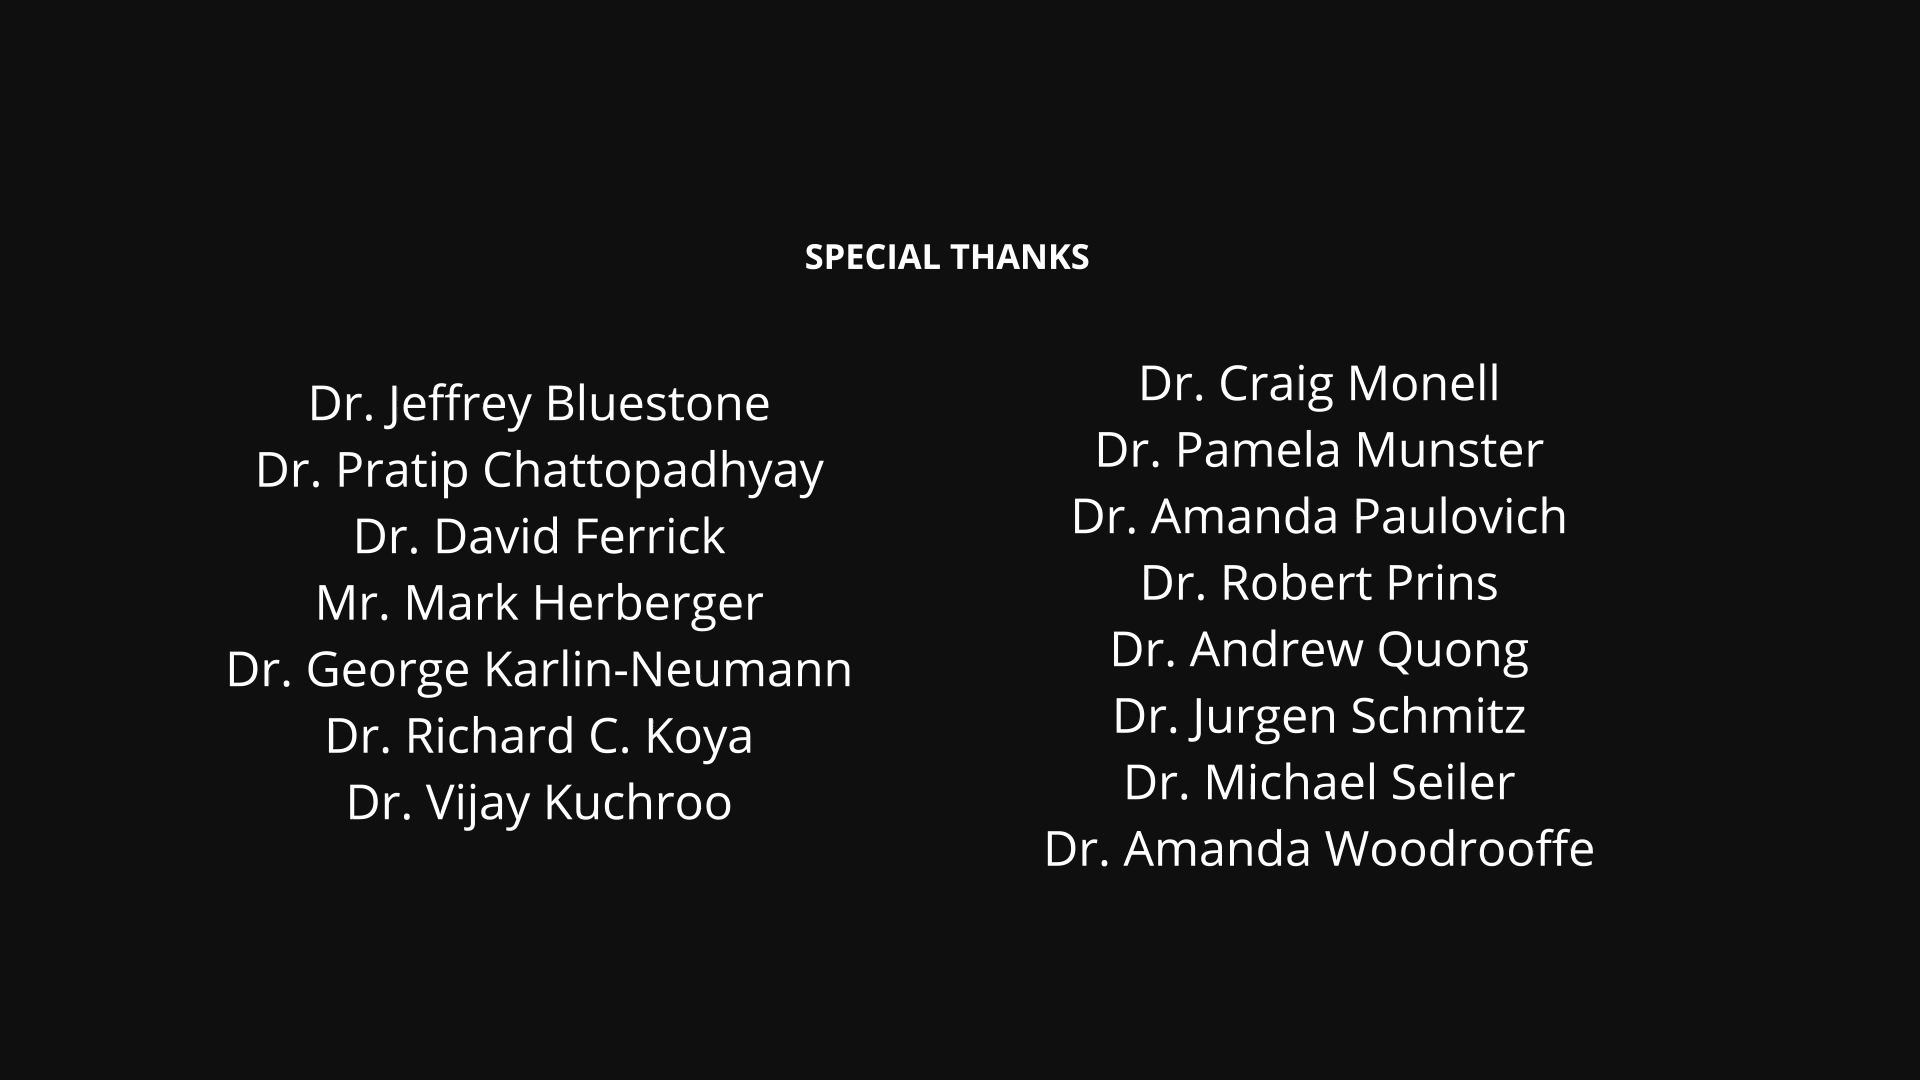 SPECIAL THANKS
Dr. Jeffrey Bluestone
Dr. Pratip Chattopadhyay
Dr. David Ferrick
Mr. Mark Herberger
Dr. George Karlin-Neumann
Dr. Richard C. Koya
Dr. Vijay Kuchroo
Dr. Craig Monell
Dr. Pamela Munster
Dr. Amanda Paulovich
Dr. Robert Prins
Dr. Andrew Quong
Dr. Jurgen Schmitz
Dr. Michael Seiler
Dr. Amanda Woodrooffe